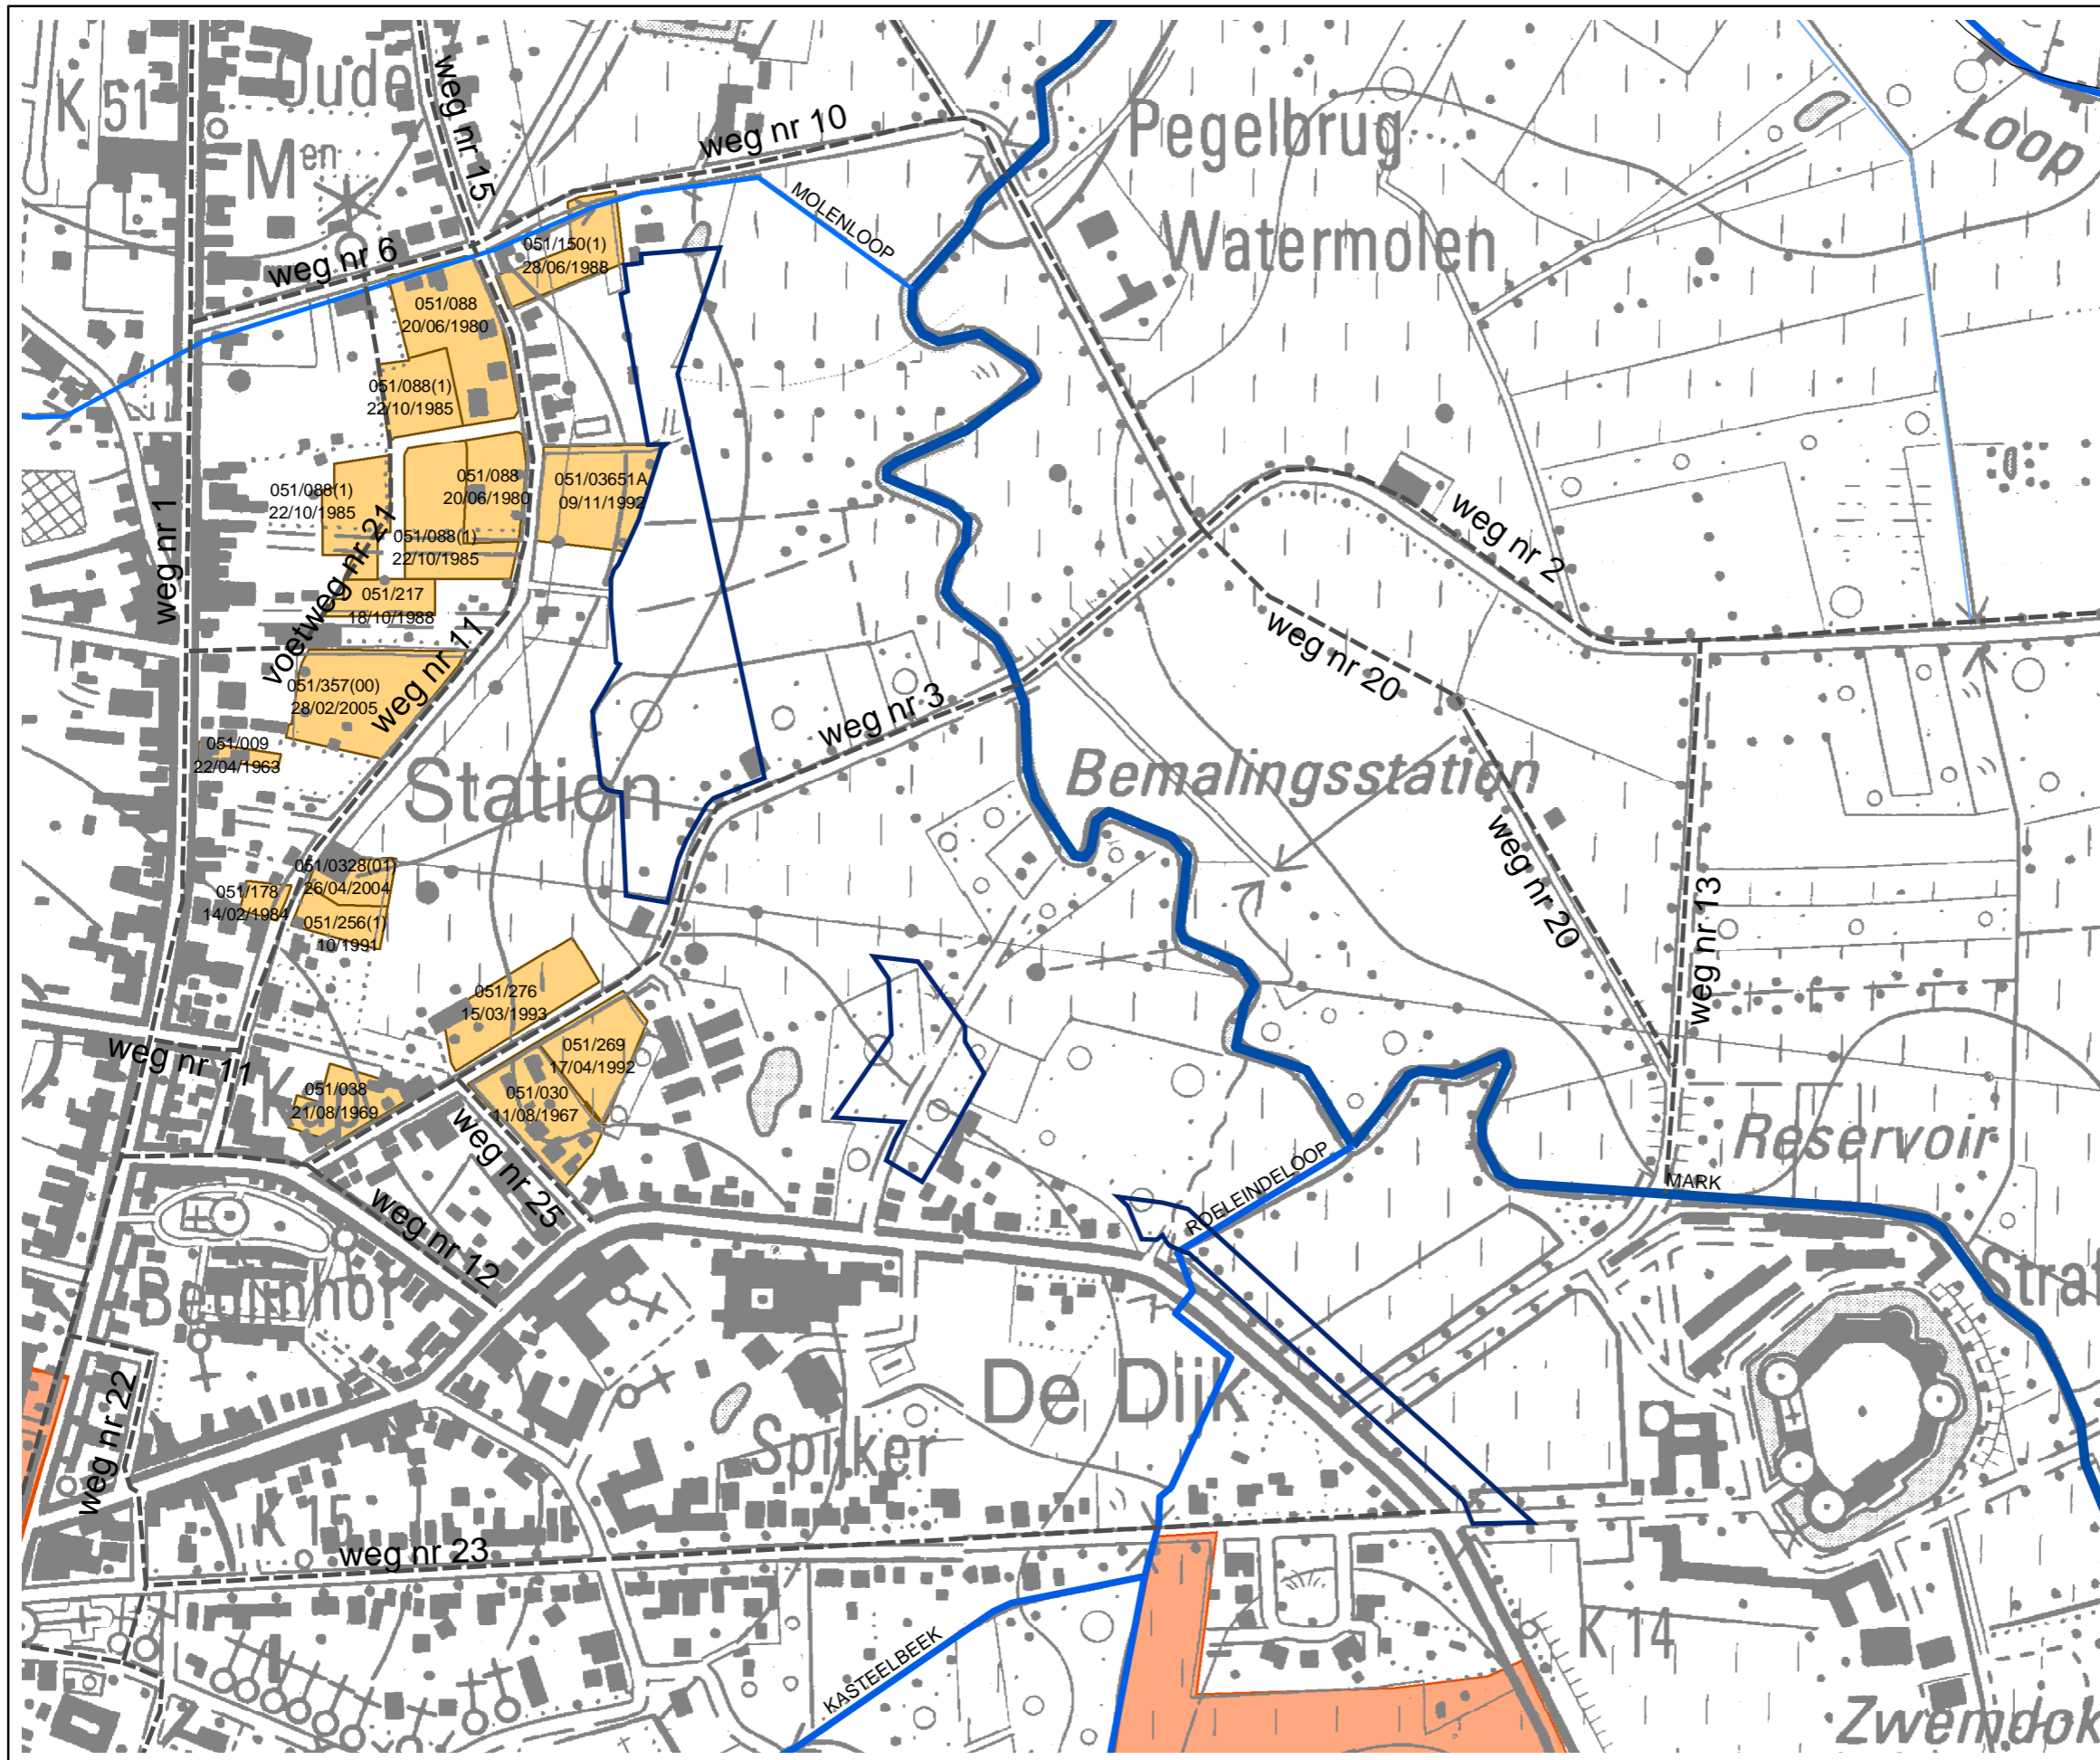 K 51
Oude
Men
weg nr 15
weg nr 10
Pegelbrug
Watermolen
Loop
MOLENLOOP
weg nr 6
051/150(1)
28/06/1988
051/088
20/06/1980
051/088(1)
22/10/1985
weg nr 1
051/088(1)
22/10/1985
051/088
20/06/1980
051/03651A
09/11/1992
051/088(1)
22/10/1985
voetweg nr 21
051/217
18/10/1988
weg nr 11
weg nr 2
weg nr 20
051/357(00)
28/02/2005
051/009
22/04/1963
weg nr 3
Station
Bemalingsstation
weg nr 20
weg nr 13
051/0328(01)
26/04/2004
051/178
14/02/1984
051/256(1)
10/1991
051/276
15/03/1993
051/269
17/04/1992
051/030
11/08/1967
weg nr 11
051/038
21/08/1969
Kap
weg nr 25
weg nr 12
Reservoir
MARK
ROELEINDELOOP
Begijnhof
Straf
weg nr 22
De Dijk
Spijker
K 15
weg nr 23
K 14
KASTEELBEEK
Zwemdok